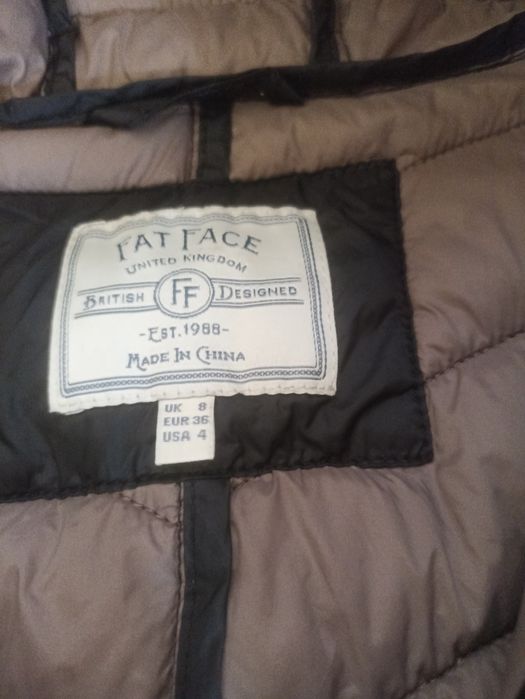 FAT FACE
UNITED KINGDOM
BRITISH FF DESIGNED
-EST.1988-
MADE IN CHINA
UK 8
EUR 36
USA 4